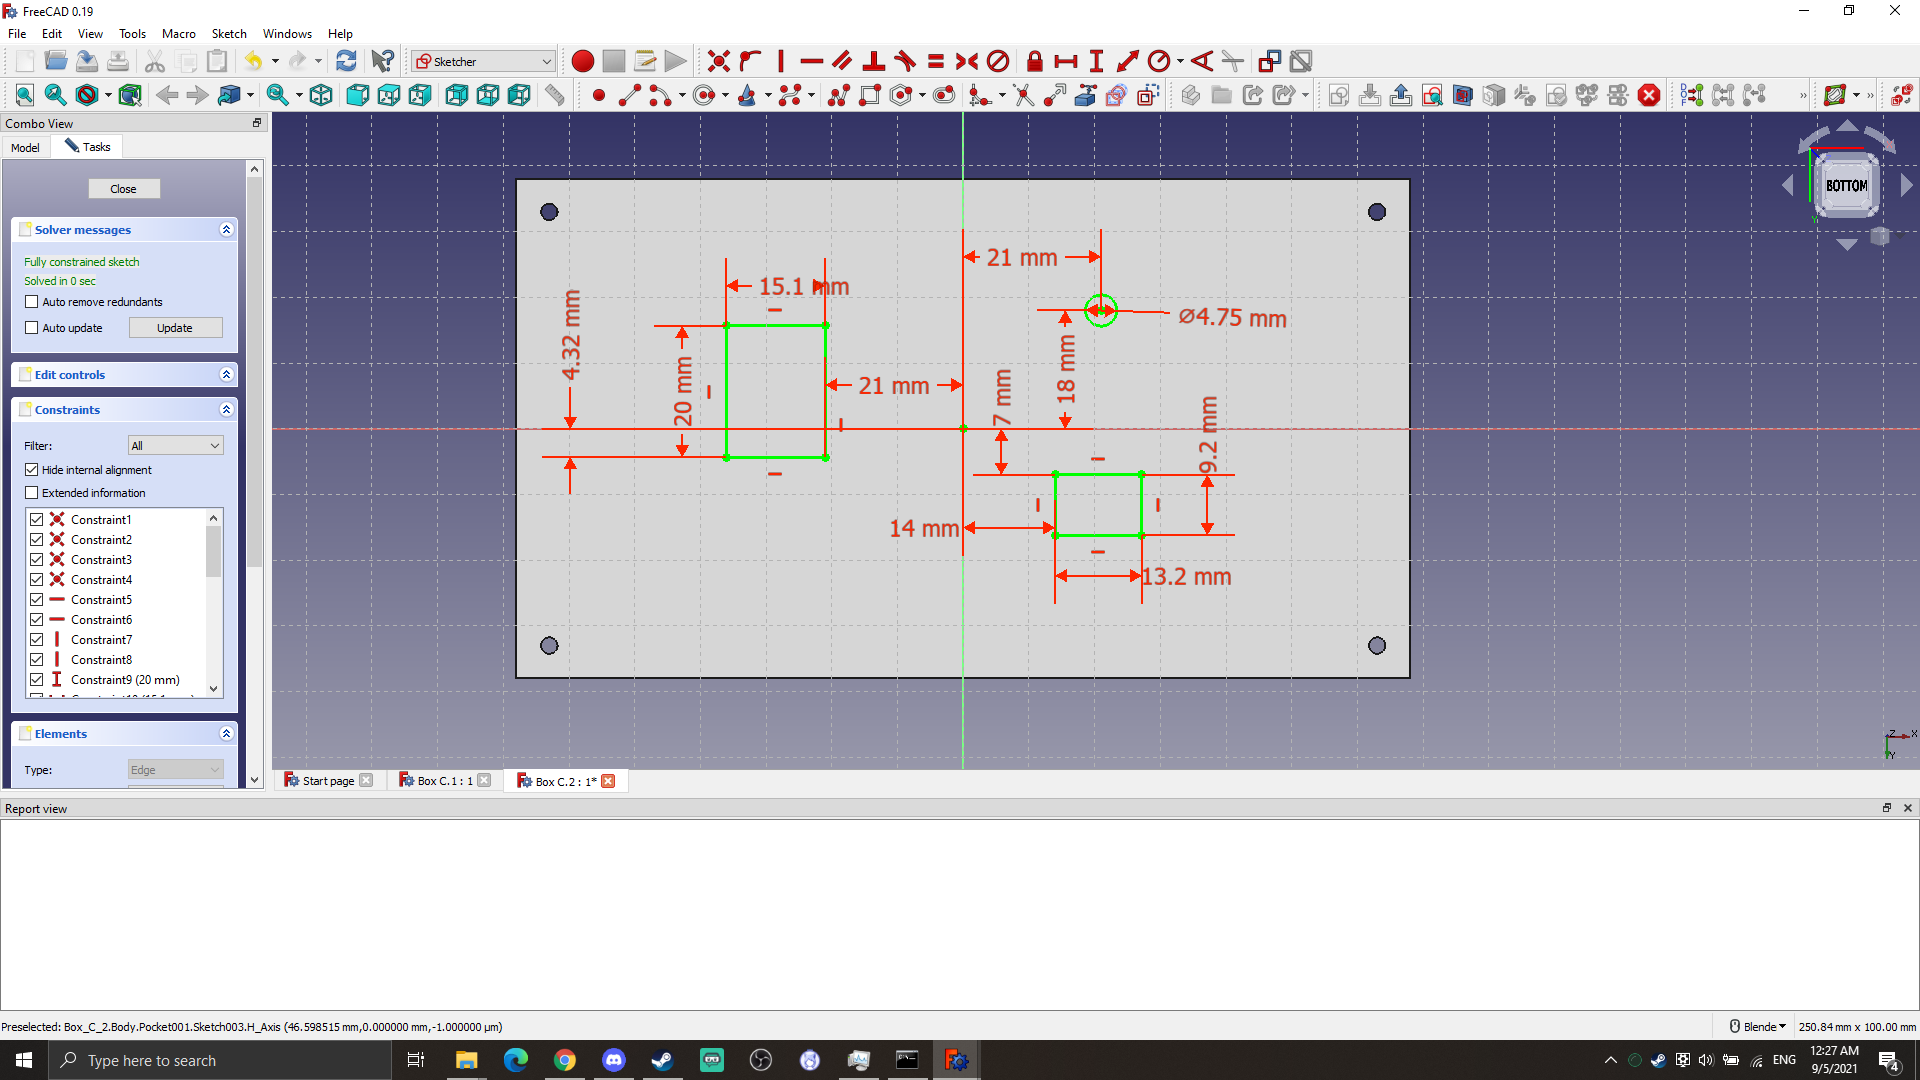 FreeCAD 0.19
File Edit View Tools Macro Sketch Windows Help
Sketcher
Combo View
Model Tasks
Close
Solver messages
Fully constrained sketch
Solved in 0 sec
Auto remove redundants
Auto update Update
Edit controls
Constraints
Filter: All
Hide internal alignment
Extended information
Constraint1
Constraint2
Constraint3
Constraint4
Constraint5
Constraint6
Constraint7
Constraint8
Constraint9 (20 mm)
Elements
Type: Edge
21 mm
15.1 mm
4.32 mm
20 mm
21 mm
⌀4.75 mm
18 mm
7 mm
9.2 mm
14 mm
13.2 mm
BOTTOM
Y
Z X
Y
Start page Box C.1 : 1 Box C.2 : 1*
Report view
Preselected: Box_C_2.Body.Pocket001.Sketch003.H_Axis (46.598515 mm,0.000000 mm,-1.000000 µm)
Blende 250.84 mm x 100.00 mm
Type here to search
ENG
12:27 AM
9/5/2021
4